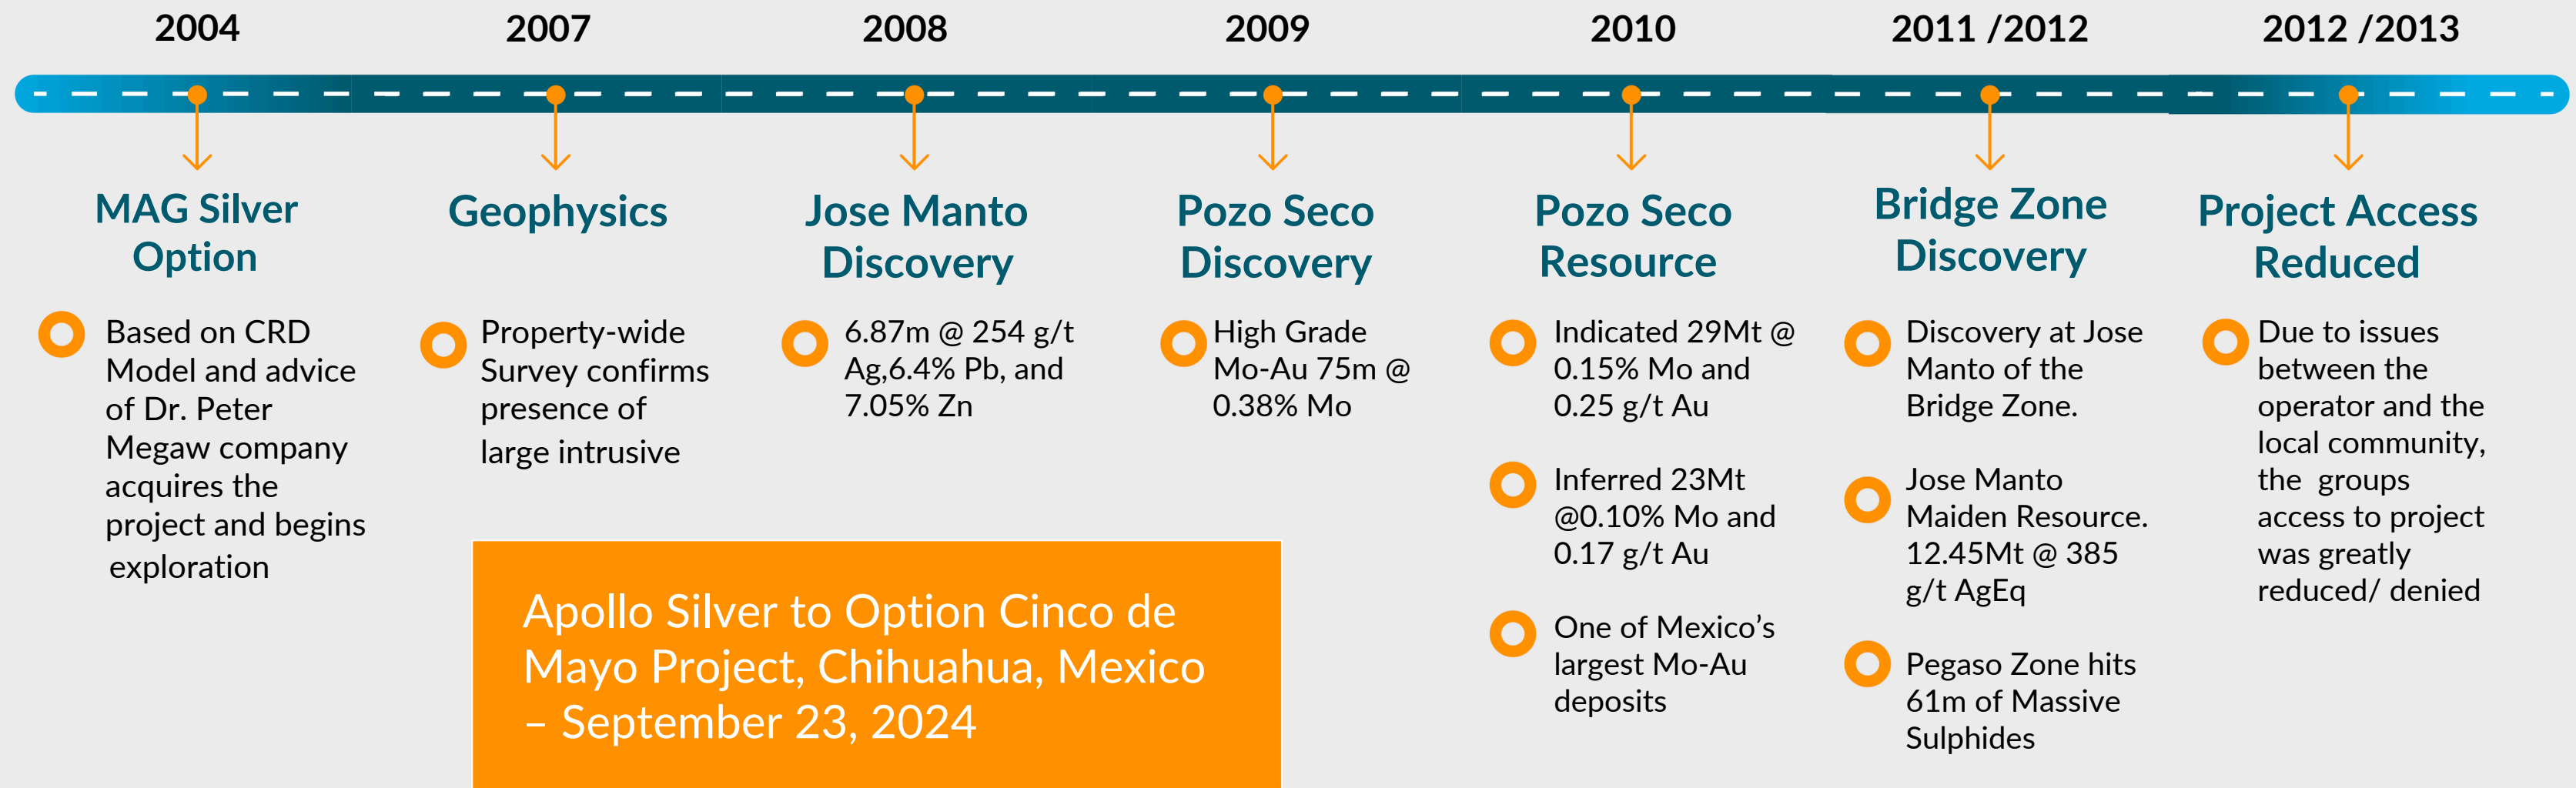 2004
2007
2008
2009
2010
2011 /2012
2012 /2013
MAG Silver
Option
Based on CRD
Model and advice
of Dr. Peter
Megaw company
acquires the
project and begins
exploration
Geophysics
Property-wide
Survey confirms
presence of
large intrusive
Jose Manto
Discovery
6.87m @ 254 g/t
Ag,6.4% Pb, and
7.05% Zn
Pozo Seco
Discovery
High Grade
Mo-Au 75m @
0.38% Mo
Pozo Seco
Resource
Indicated 29Mt @
0.15% Mo and
0.25 g/t Au
Inferred 23Mt
@0.10% Mo and
0.17 g/t Au
One of Mexico’s
largest Mo-Au
deposits
Bridge Zone
Discovery
Discovery at Jose
Manto of the
Bridge Zone.
Jose Manto
Maiden Resource.
12.45Mt @ 385
g/t AgEq
Pegaso Zone hits
61m of Massive
Sulphides
Project Access
Reduced
Due to issues
between the
operator and the
local community,
the  groups
access to project
was greatly
reduced/ denied
Apollo Silver to Option Cinco de
Mayo Project, Chihuahua, Mexico
– September 23, 2024